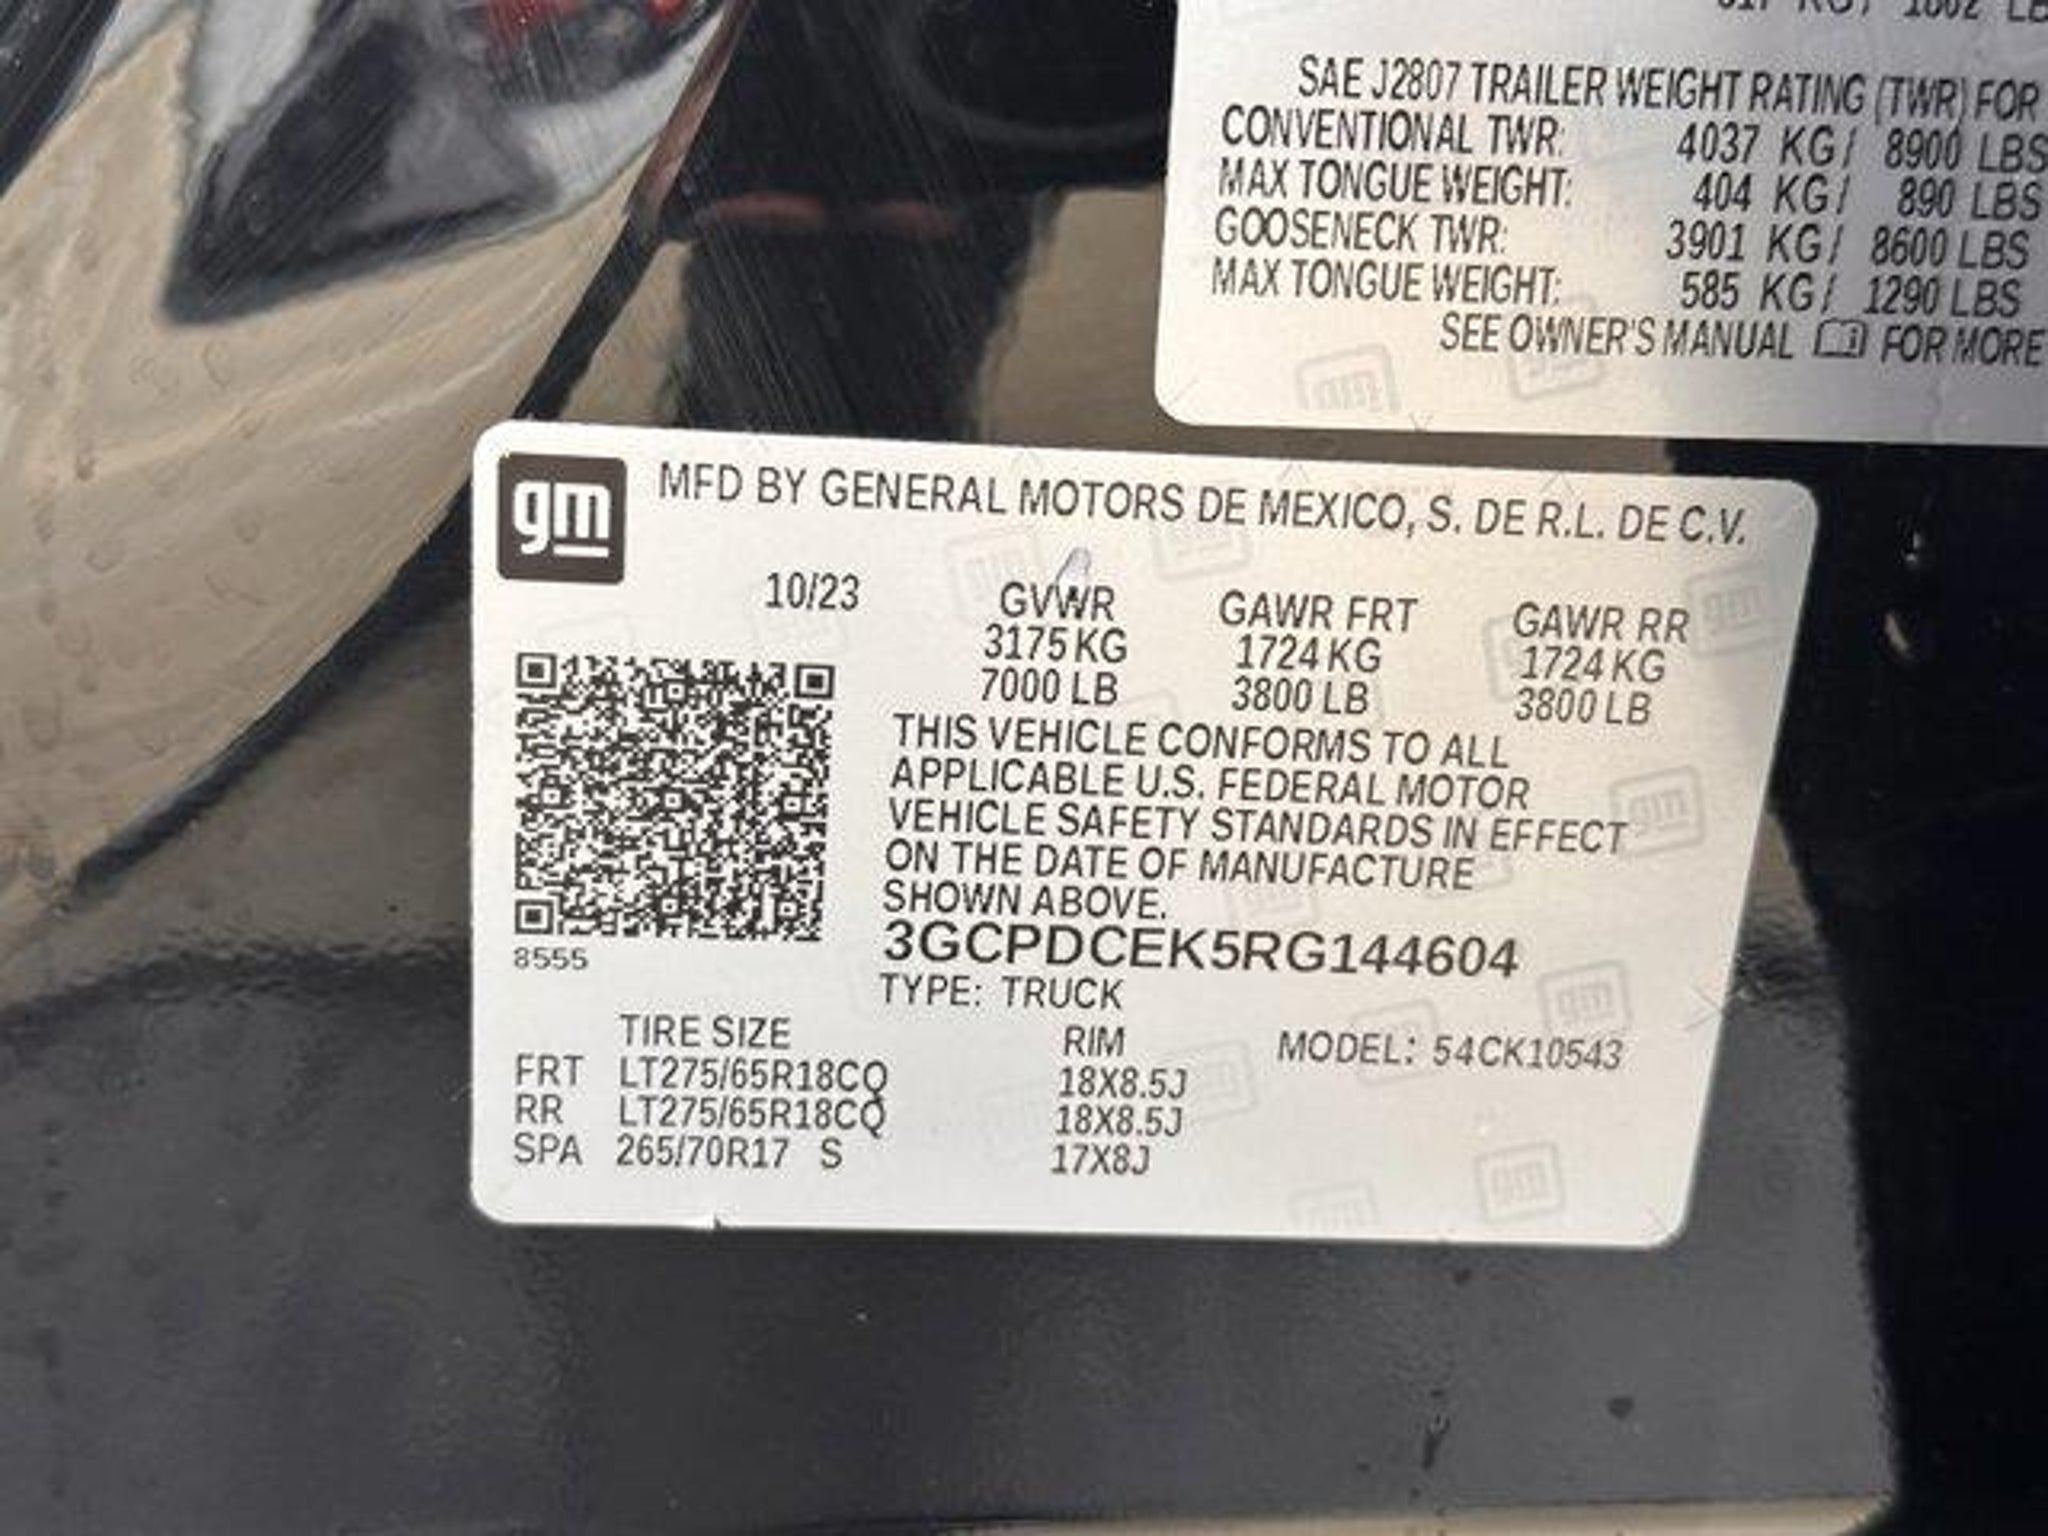 KG/ 1802 LB
SAE J2807 TRAILER WEIGHT RATING (TWR) FOR
CONVENTIONAL TWR: 4037 KG/ 8900 LBS
MAX TONGUE WEIGHT: 404 KG/ 890 LBS
GOOSENECK TWR: 3901 KG/ 8600 LBS
MAX TONGUE WEIGHT: 585 KG/ 1290 LBS
SEE OWNER'S MANUAL FOR MORE
gm
MFD BY GENERAL MOTORS DE MEXICO, S. DE R.L. DE C.V.
10/23 GVWR GAWR FRT GAWR RR
3175 KG 1724 KG 1724 KG
7000 LB 3800 LB 3800 LB
THIS VEHICLE CONFORMS TO ALL
APPLICABLE U.S. FEDERAL MOTOR
VEHICLE SAFETY STANDARDS IN EFFECT
ON THE DATE OF MANUFACTURE
SHOWN ABOVE.
3GCPDCEK5RG144604
8555
TYPE: TRUCK
TIRE SIZE RIM MODEL: 54CK10543
FRT LT275/65R18CQ 18X8.5J
RR LT275/65R18CQ 18X8.5J
SPA 265/70R17 S 17X8J